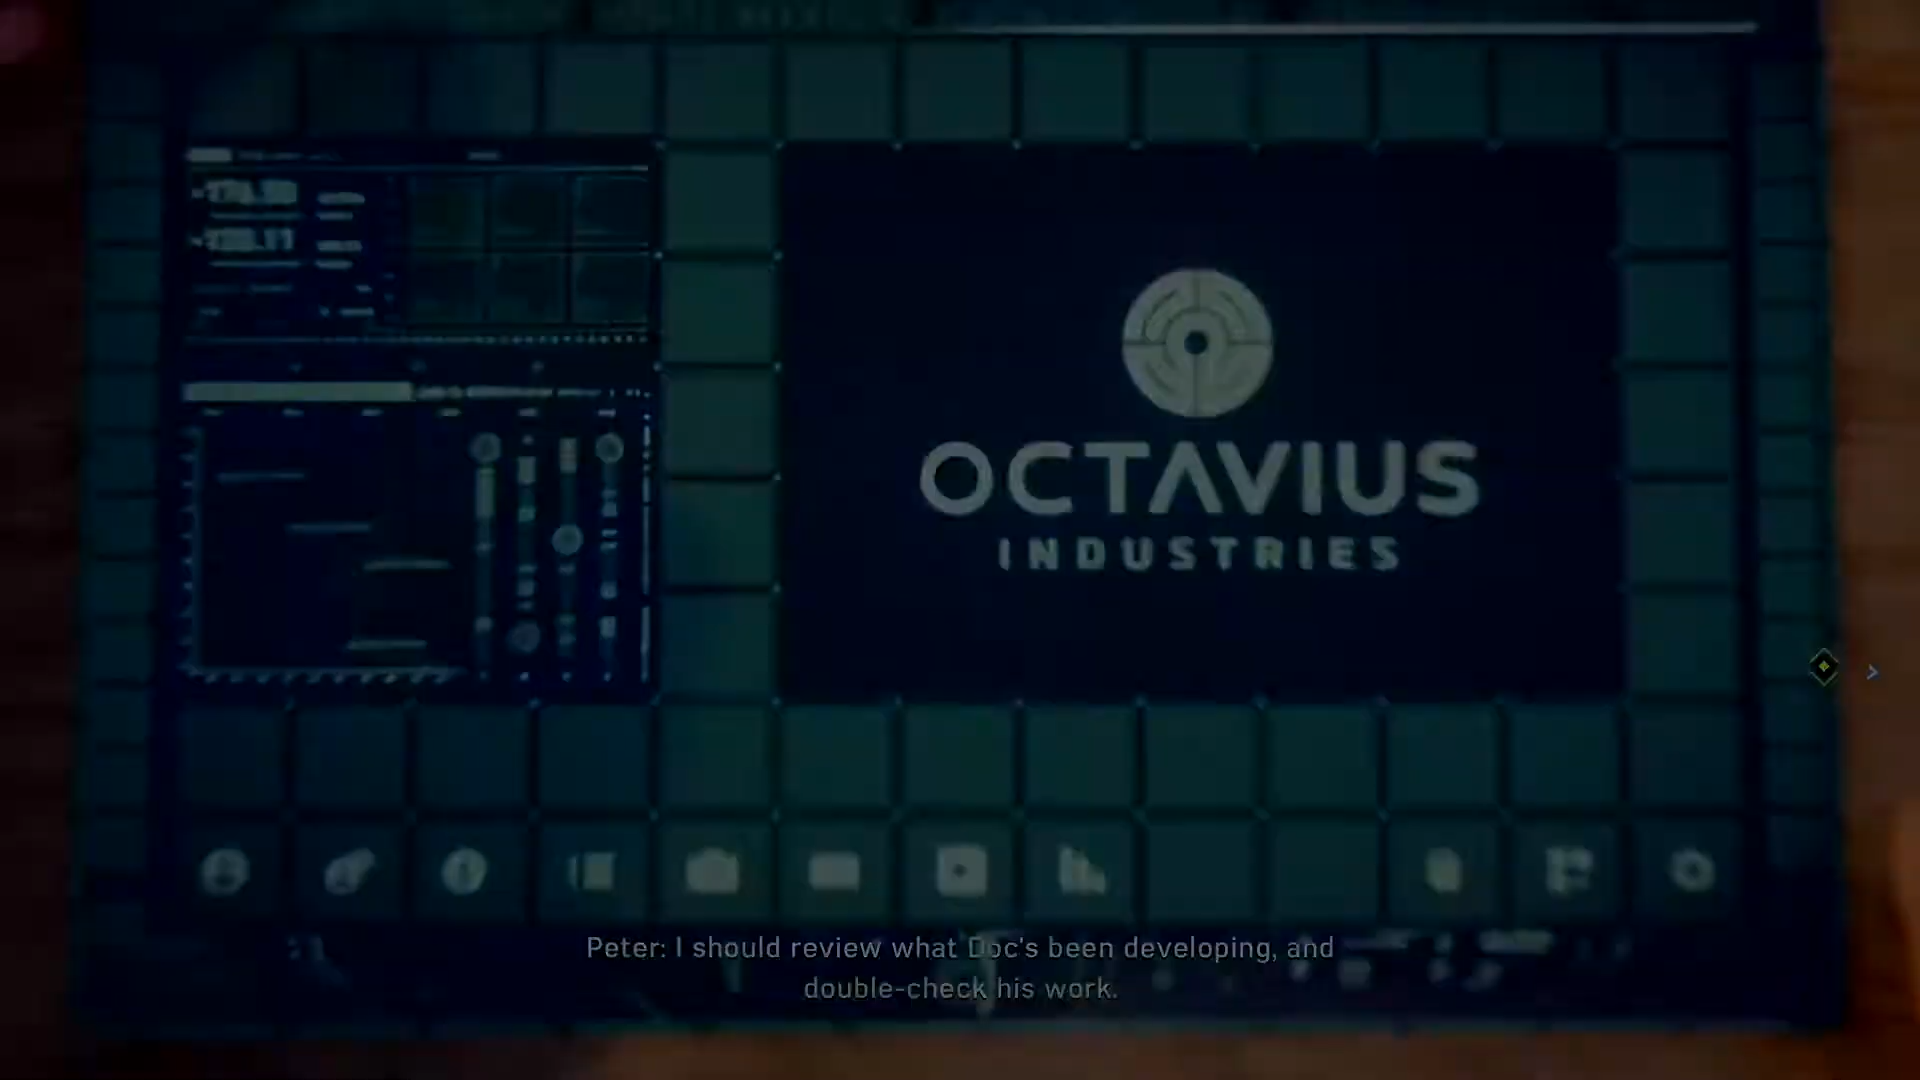 OCTAVIUS
INDUSTRIES
Peter: I should review what Doc's been developing, and
double-check his work.